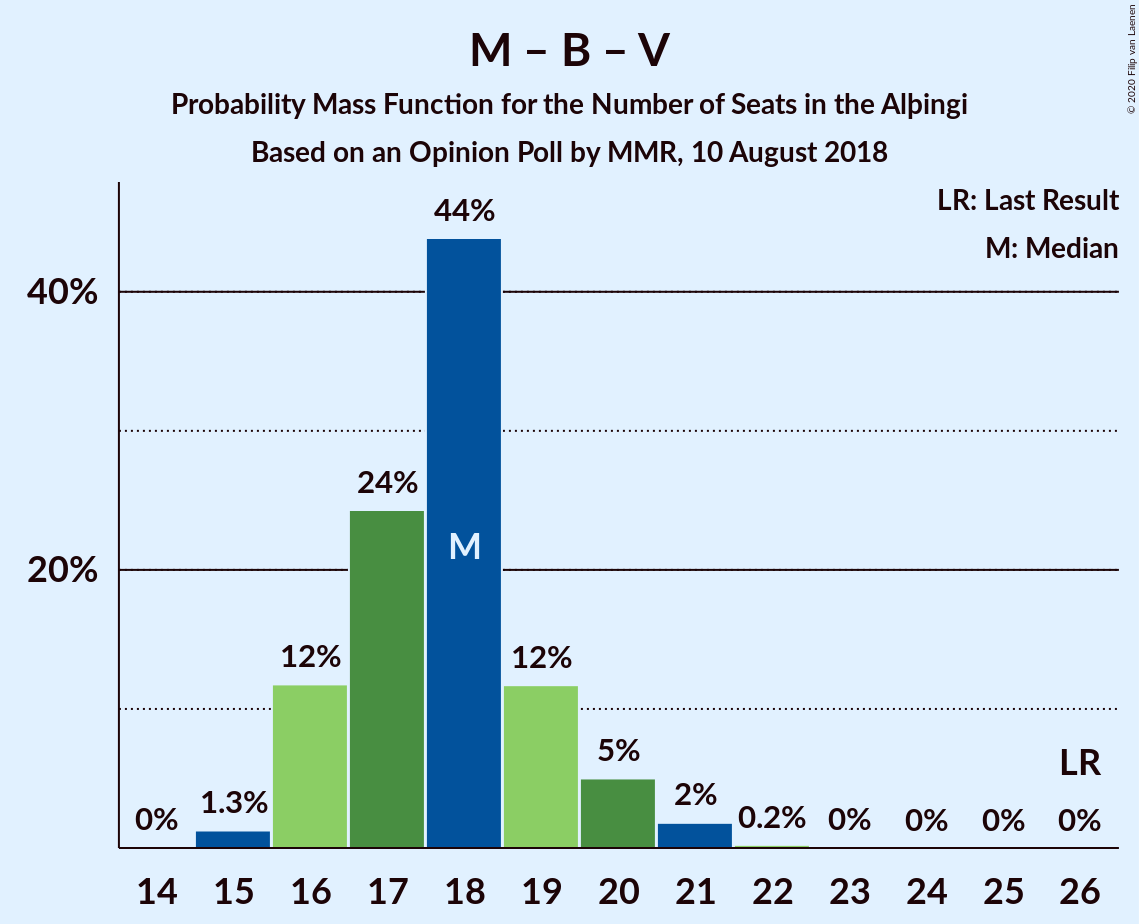 M – B – V
Probability Mass Function for the Number of Seats in the Alþingi
Based on an Opinion Poll by MMR, 10 August 2018
© 2020 Filip van Laenen
LR: Last Result
M: Median
44%
40%
24%
M
20%
12%
12%
5%
LR
0%
1.3%
2%
0.2%
0%
0%
0%
0%
14 15 16 17 18 19 20 21 22 23 24 25 26